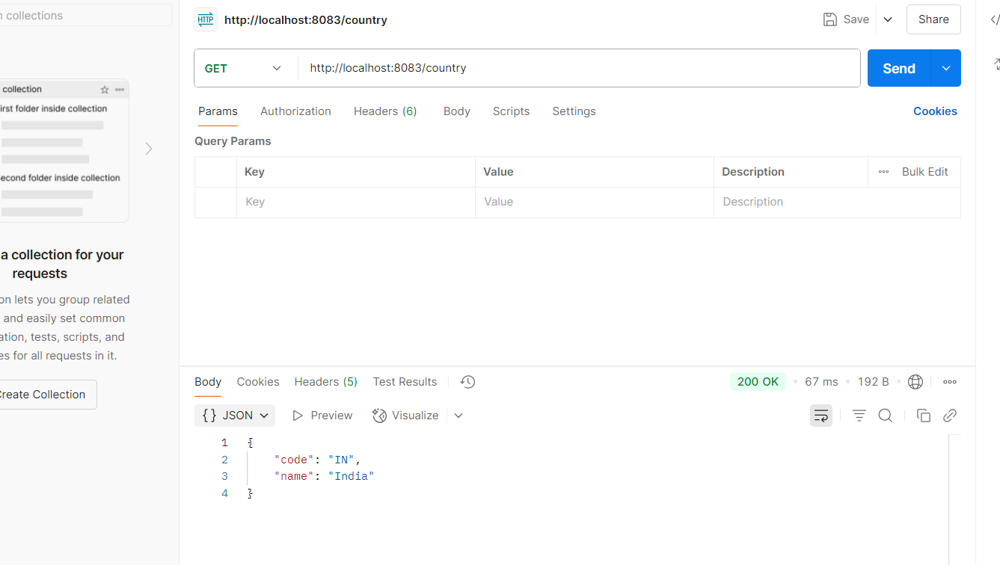 collections
HTTP http://localhost:8083/country Save Share
GET http://localhost:8083/country Send
Params Authorization Headers (6) Body Scripts Settings Cookies
Query Params
Key Value Description Bulk Edit
Key Value Description
collection
irst folder inside collection
econd folder inside collection
a collection for your
requests
on lets you group related
and easily set common
ation, tests, scripts, and
es for all requests in it.
Create Collection
Body Cookies Headers (5) Test Results 200 OK • 67 ms • 192 B •
{} JSON Preview Visualize
1 {
2 "code": "IN",
3 "name": "India"
4 }